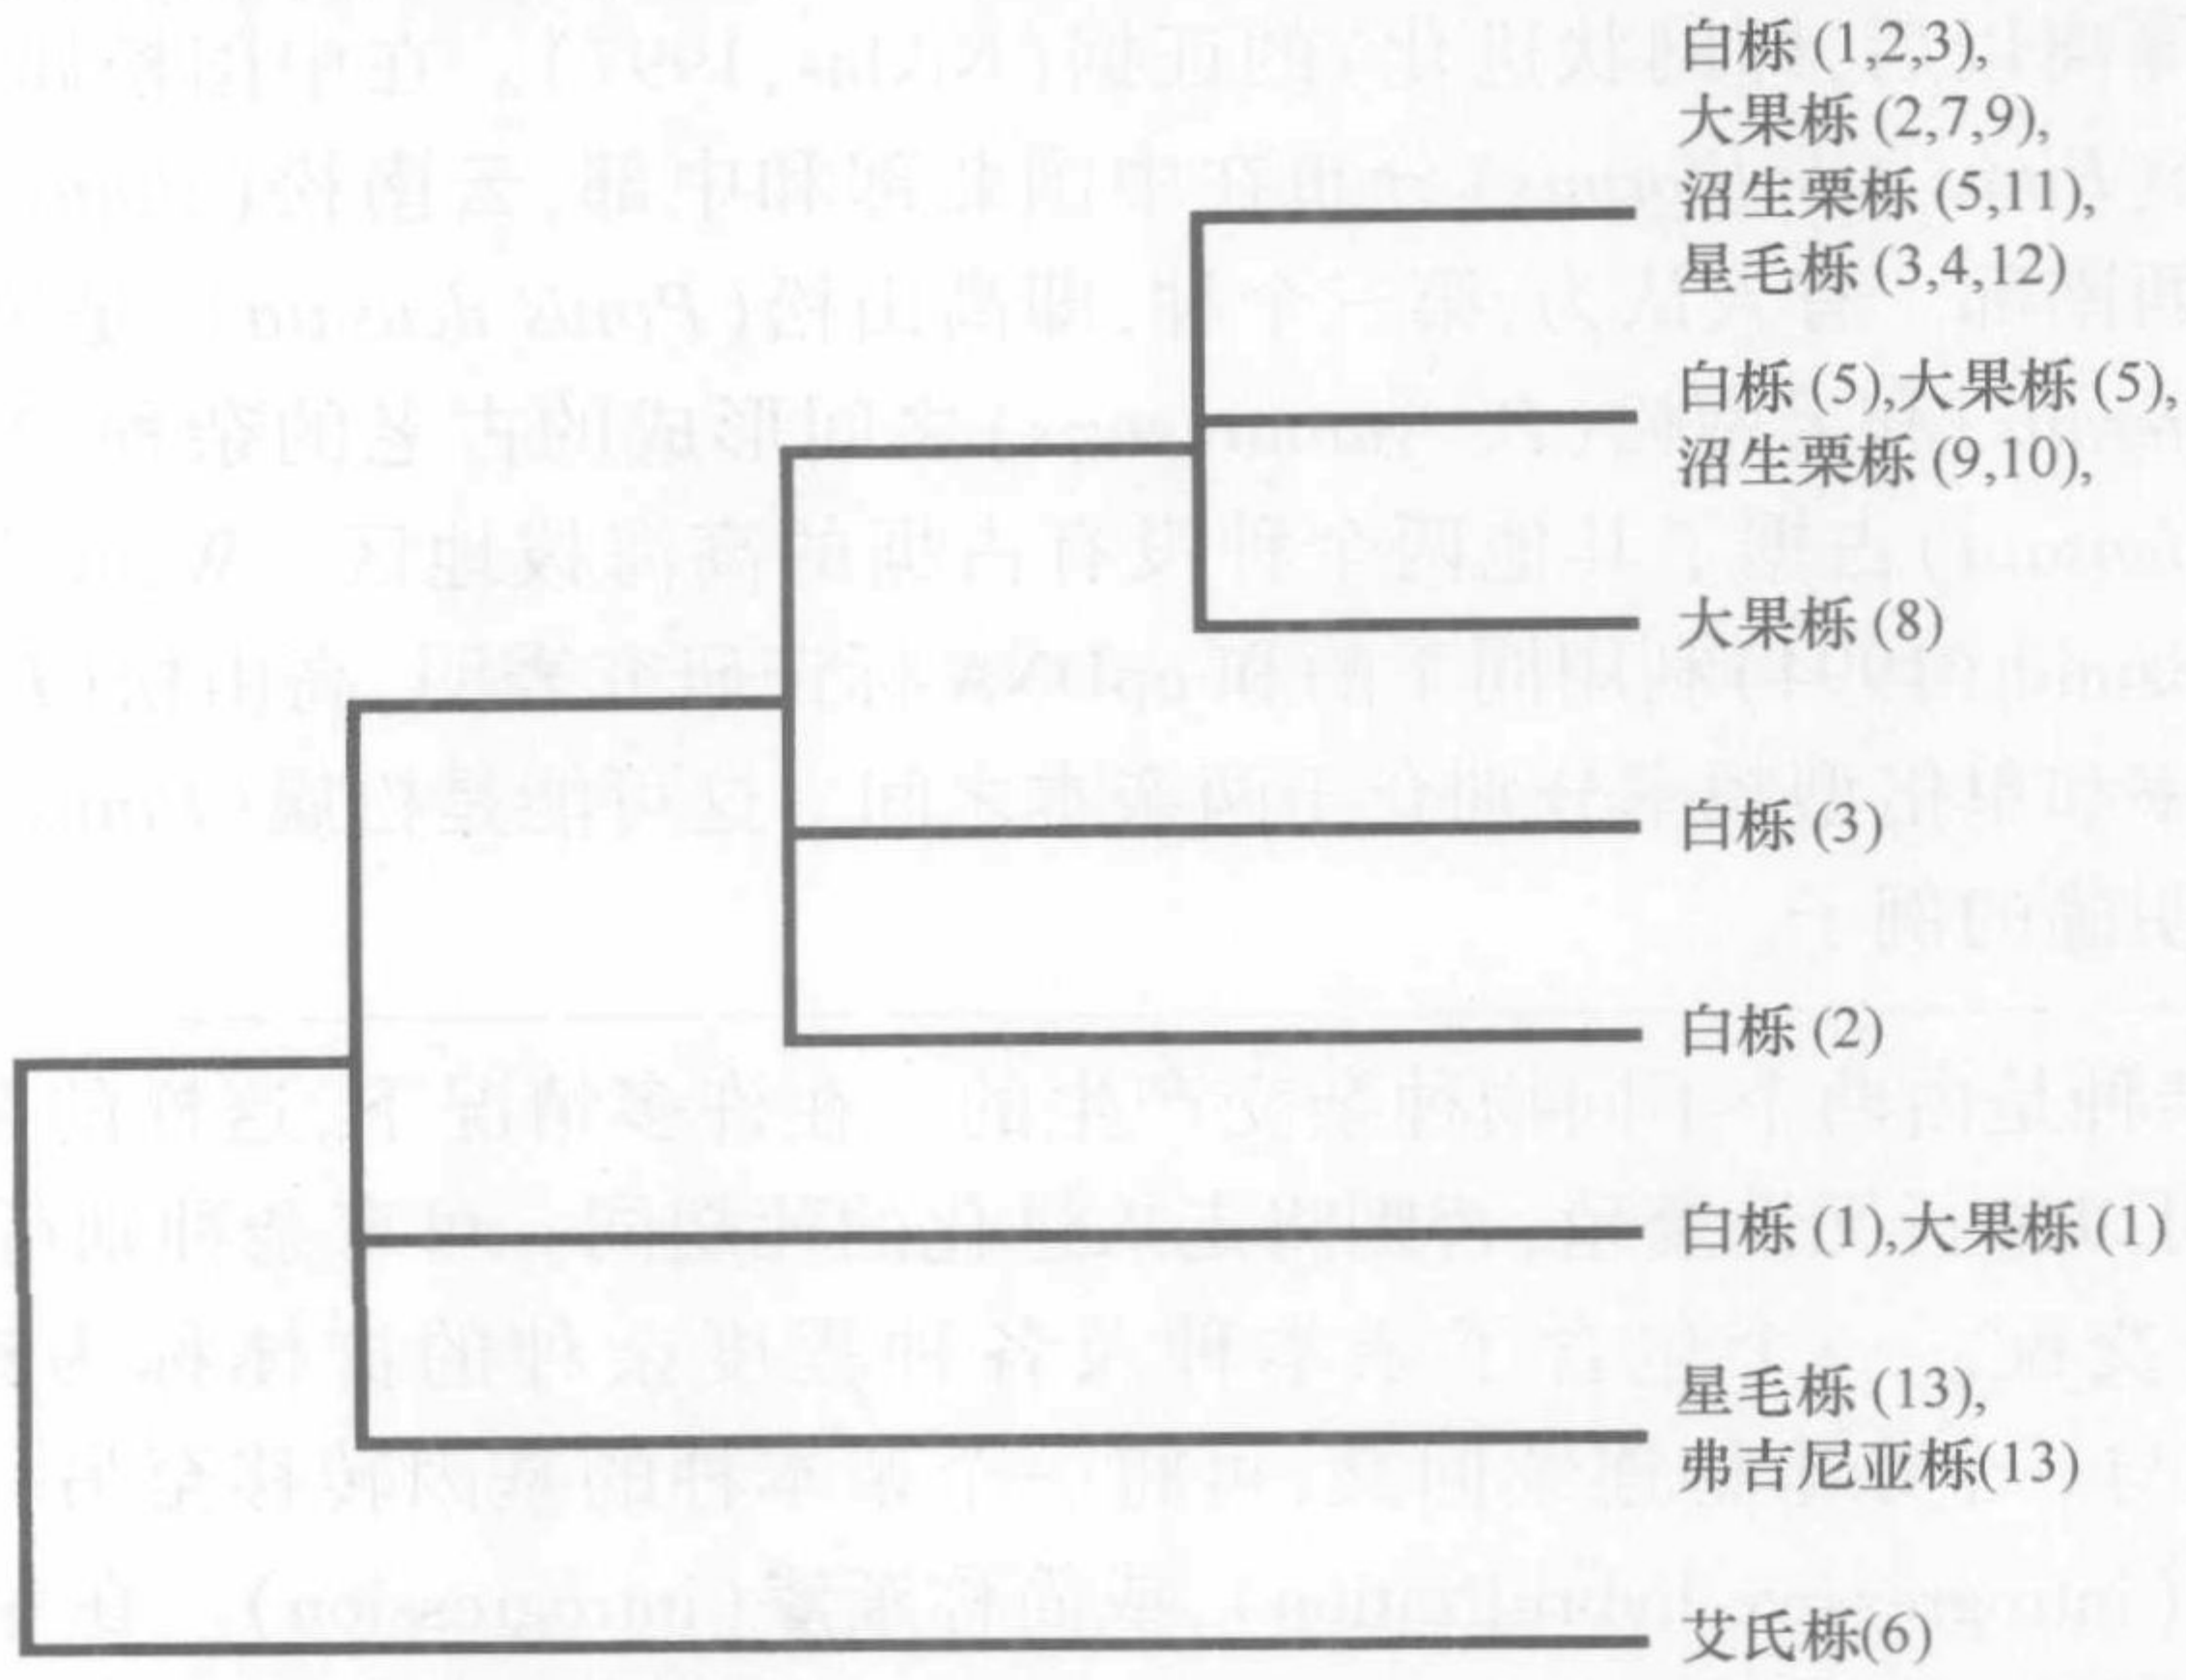 白栎 (1,2,3),
大果栎 (2,7,9),
沼生栗栎 (5,11),
星毛栎 (3,4,12)
白栎 (5),大果栎 (5),
沼生栗栎 (9,10),
大果栎 (8)
白栎 (3)
白栎 (2)
白栎 (1),大果栎 (1)
星毛栎 (13),
弗吉尼亚栎(13)
艾氏栎(6)